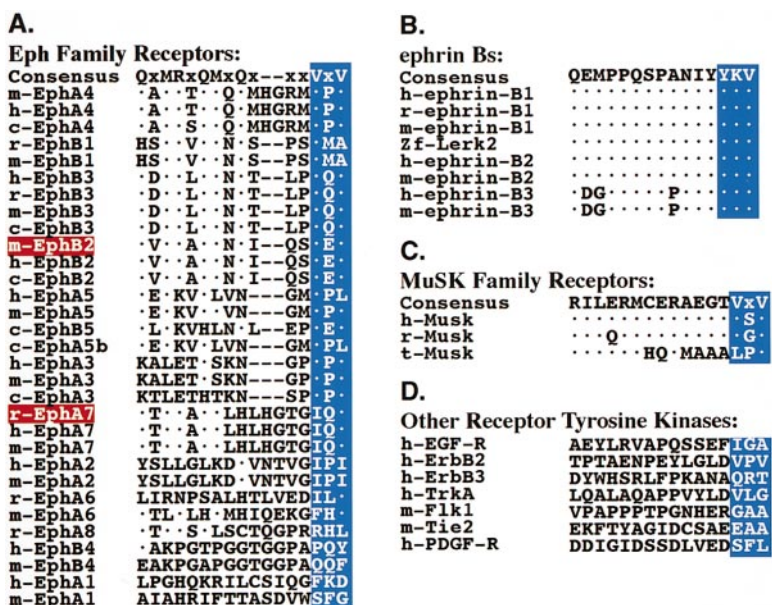 A.
Eph Family Receptors:
Consensus QxMRxQMxQx--xxVxV
m-EphA4 ·A··T··Q·MHGRM·P·
h-EphA4 ·A··T··Q·MHGRM·P·
c-EphA4 ·A··S··Q·MHGRM·P·
r-EphB1 HS··V··N·S--PS·MA
m-EphB1 HS··V··N·S--PS·MA
h-EphB3 ·D··L··N·T--LP·Q·
r-EphB3 ·D··L··N·T--LP·Q·
m-EphB3 ·D··L··N·T--LP·Q·
c-EphB3 ·D··L··N·T--LP·Q·
m-EphB2 ·V··A··N·I--QS·E·
h-EphB2 ·V··A··N·I--QS·E·
c-EphB2 ·V··A··N·I--QS·E·
h-EphA5 ·E·KV·LVN---GM·PL
m-EphA5 ·E·KV··VN---GM·P·
c-EphB5 ·L·KVHLN·L--EP·E·
c-EphA5b ·E·KV·LVN---GM·PL
h-EphA3 KALET·SKN---GP·P·
m-EphA3 KALET·SKN---GP·P·
c-EphA3 KTLETHTKN---SP·P·
r-EphA7 ·T··A··LHLHGTGIQ·
h-EphA7 ·T··A··LHLHGTGIQ·
m-EphA7 ·T··A··LHLHGTGIQ·
h-EphA2 YSLLGLKD·VNTVGIPI
m-EphA2 YSLLGLKD·VNTVGIPI
r-EphA6 LIRNPSALHTLVEDIL·
m-EphA6 ·TL·LH·MHIQEKGFH·
r-EphA8 ·T··S·LSCTQGPRRHL
h-EphB4 ·AKPGTPGGTGGPAPQY
m-EphB4 EAKPGAPGGTGGPAQQF
h-EphA1 LPGHQKRILCSIQGFKD
m-EphA1 AIAHRIFTTASDVWSFG
B.
ephrin Bs:
Consensus QEMPPQSPANIYYKV
h-ephrin-B1 ···············
r-ephrin-B1 ···············
m-ephrin-B1 ···············
Zf-Lerk2 ···············
h-ephrin-B2 ···············
m-ephrin-B2 ···············
h-ephrin-B3 ·DG·····P······
m-ephrin-B3 ·DG·····P······
C.
MuSK Family Receptors:
Consensus RILERMCERAEGTVxV
h-Musk ··············S·
r-Musk ···Q··········G·
t-Musk ······HQ·MAAALP·
D.
Other Receptor Tyrosine Kinases:
h-EGF-R AEYLRVAPQSSEFIGA
h-ErbB2 TPTAENPEYLGLDVPV
h-ErbB3 DYWHSRLFPKANAQRT
h-TrkA LQALAQAPPVYLDVLG
m-Flk1 VPAPPPTPGNHERGAA
m-Tie2 EKFTYAGIDCSAEEAA
h-PDGF-R DDIGIDSSDLVEDSFL